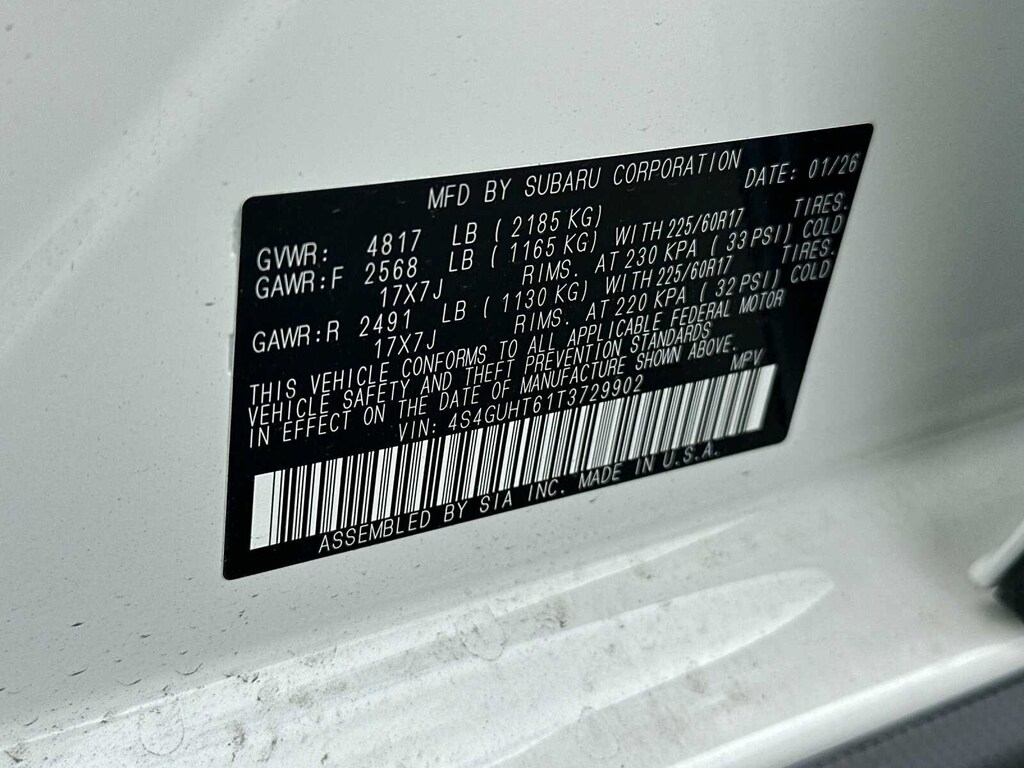 MFD BY SUBARU CORPORATION DATE: 01/26
GVWR: 4817 LB ( 2185 KG)
GAWR:F 2568 LB ( 1165 KG) WITH 225/60R17 TIRES.
17X7J RIMS. AT 230 KPA ( 33 PSI) COLD
GAWR:R 2491 LB ( 1130 KG) WITH 225/60R17 TIRES.
17X7J RIMS. AT 220 KPA ( 32 PSI) COLD
THIS VEHICLE CONFORMS TO ALL APPLICABLE FEDERAL MOTOR
VEHICLE SAFETY AND THEFT PREVENTION STANDARDS
IN EFFECT ON THE DATE OF MANUFACTURE SHOWN ABOVE.
VIN: 4S4GUHT61T3729902 MPV
ASSEMBLED BY SIA INC. MADE IN U.S.A.